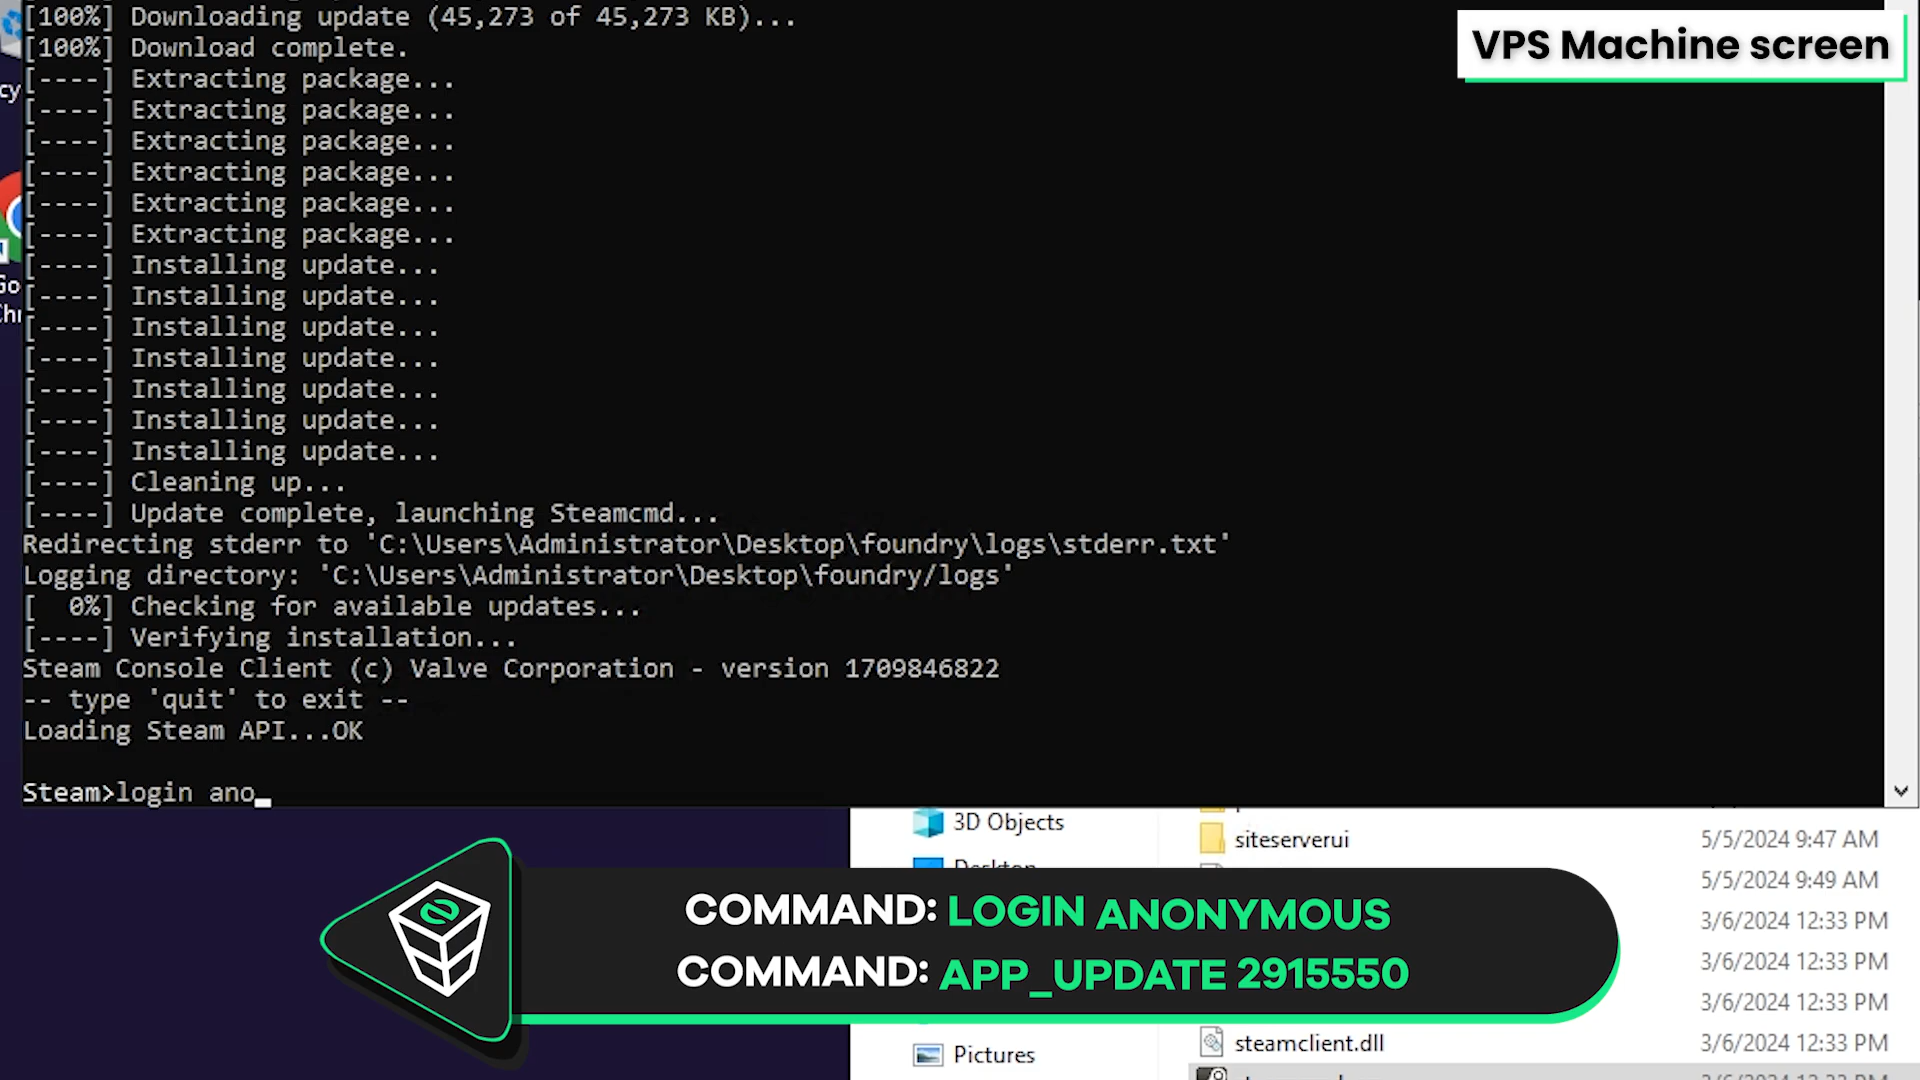 [100%] Downloading update (45,273 of 45,273 KB)...
[100%] Download complete.
[----] Extracting package...
[----] Extracting package...
[----] Extracting package...
[----] Extracting package...
[----] Extracting package...
[----] Extracting package...
[----] Installing update...
[----] Installing update...
[----] Installing update...
[----] Installing update...
[----] Installing update...
[----] Installing update...
[----] Installing update...
[----] Cleaning up...
[----] Update complete, launching Steamcmd...
Redirecting stderr to 'C:\Users\Administrator\Desktop\foundry\logs\stderr.txt'
Logging directory: 'C:\Users\Administrator\Desktop\foundry/logs'
[  0%] Checking for available updates...
[----] Verifying installation...
Steam Console Client (c) Valve Corporation - version 1709846822
-- type 'quit' to exit --
Loading Steam API...OK
Steam>login ano_
VPS Machine screen
cy
Go
Chr
3D Objects
Desktop
Pictures
siteserverui 5/5/2024 9:47 AM
5/5/2024 9:49 AM
3/6/2024 12:33 PM
3/6/2024 12:33 PM
3/6/2024 12:33 PM
steamclient.dll 3/6/2024 12:33 PM
COMMAND: LOGIN ANONYMOUS
COMMAND: APP_UPDATE 2915550